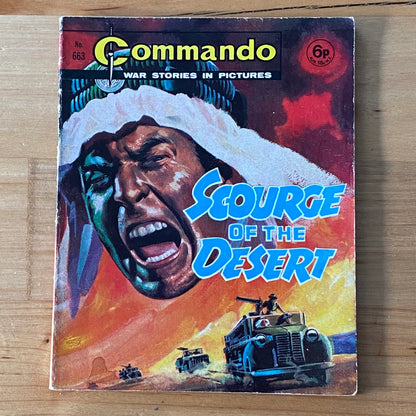 No.
663
Commando
6p
WAR STORIES IN PICTURES
SCOURGE
OF THE
DESERT